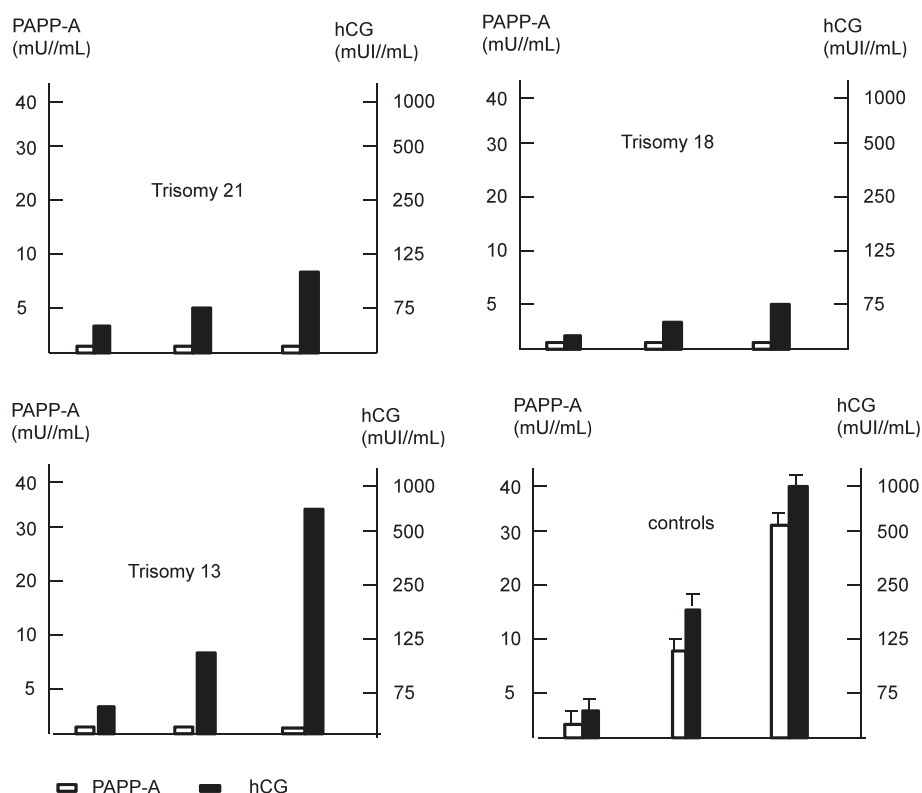 PAPP-A
(mU//mL)
hCG
(mUI//mL)
40
30
20
10
5
1000
500
250
125
75
Trisomy 21
PAPP-A
(mU//mL)
hCG
(mUI//mL)
40
30
20
10
5
1000
500
250
125
75
Trisomy 18
PAPP-A
(mU//mL)
hCG
(mUI//mL)
40
30
20
10
5
1000
500
250
125
75
Trisomy 13
PAPP-A
(mU//mL)
hCG
(mUI//mL)
40
30
20
10
5
1000
500
250
125
75
controls
PAPP-A hCG